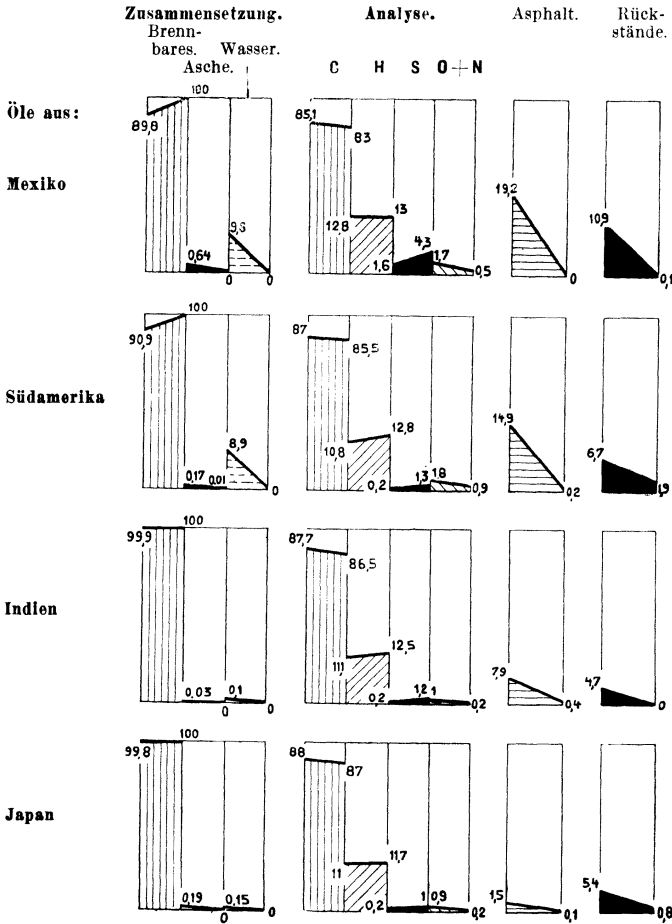 Zusammensetzung. Analyse. Asphalt. Rück-
Brenn- stände.
bares. Wasser.
Asche. C H S O+N
Öle aus: 100
89,8 85,1 83
Mexiko
19,2
9,6 12,8 13 10,9
0,64 4,3
1,6 1,7
0 0 0,5 0 0,1
100
90,9 87 85,5
Südamerika
14,9
8,9 10,8 12,8 6,7
0,17 0,01 0,2 1,3 1,8
0 0,9 0,2
100
99,9 87,7 86,5
Indien
11,1 12,5 7,9 4,7
0,03 0,1 0,2 1,2 1
0 0 0,2 0,4 0
100
99,8 88 87
Japan
11 11,7
0,19 0,15 0,2 1 0,9 1,5 5,4
0 0 0,2 0,1 0,8